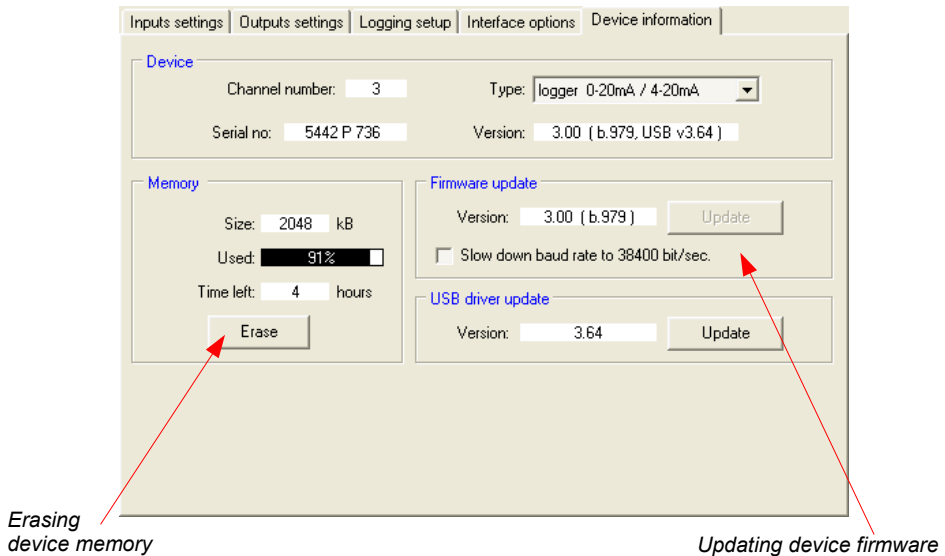 Inputs settings Outputs settings Logging setup Interface options Device information
Device
Channel number: 3 Type: logger 0-20mA / 4-20mA
Serial no: 5442 P 736 Version: 3.00 ( b.979, USB v3.64 )
Memory
Size: 2048 kB
Used: 91%
Time left: 4 hours
Erase
Firmware update
Version: 3.00 ( b.979 ) Update
Slow down baud rate to 38400 bit/sec.
USB driver update
Version: 3.64 Update
Erasing
device memory
Updating device firmware